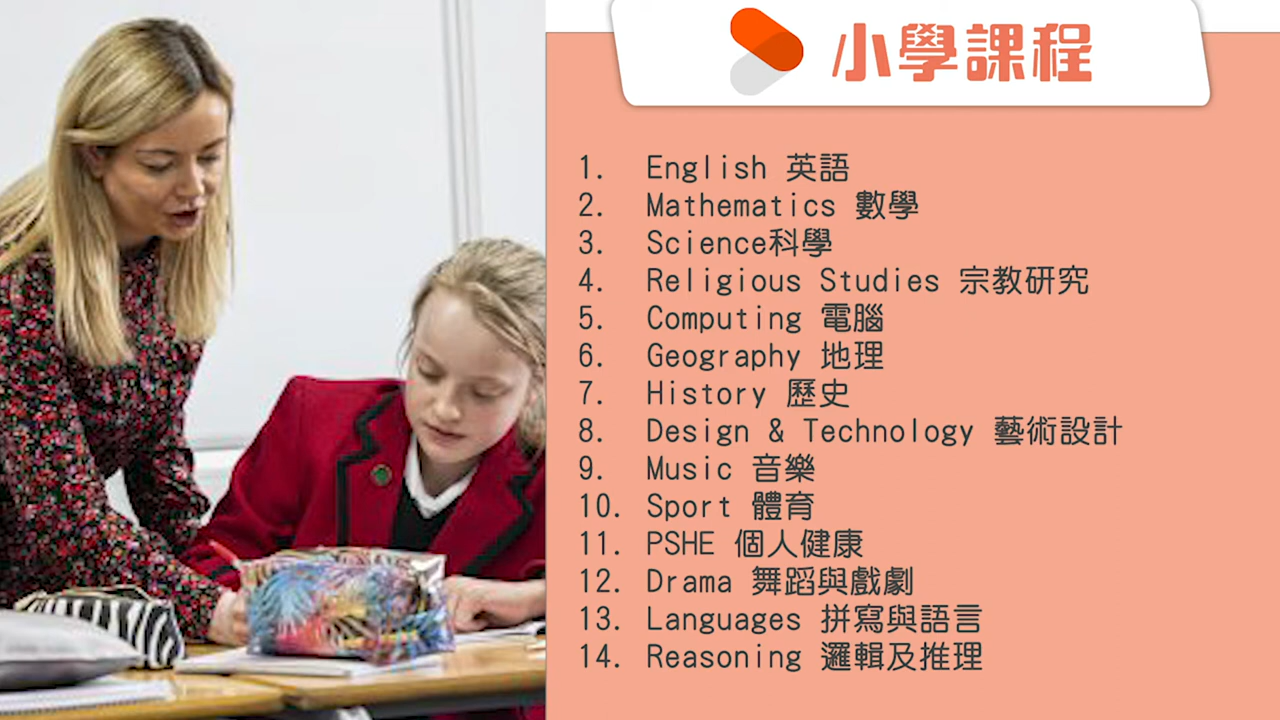 小學課程
1. English 英語
2. Mathematics 數學
3. Science科學
4. Religious Studies 宗教研究
5. Computing 電腦
6. Geography 地理
7. History 歷史
8. Design & Technology 藝術設計
9. Music 音樂
10. Sport 體育
11. PSHE 個人健康
12. Drama 舞蹈與戲劇
13. Languages 拼寫與語言
14. Reasoning 邏輯及推理